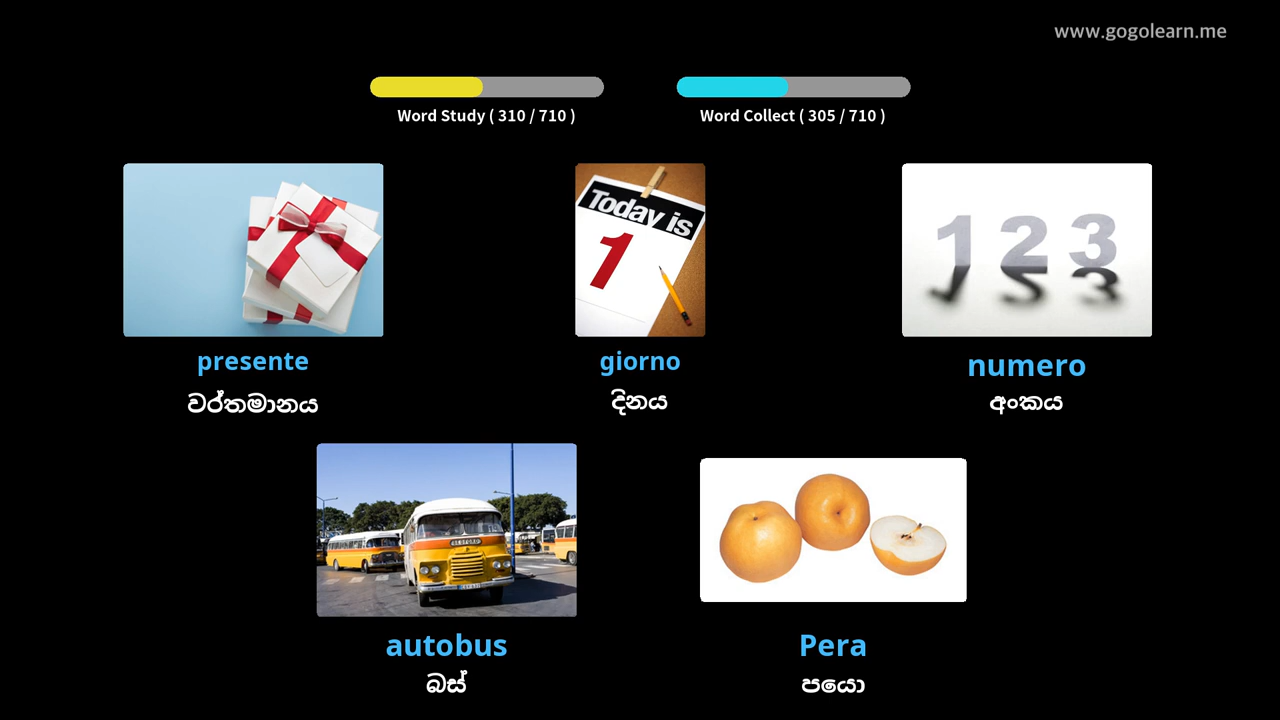 www.gogolearn.me
Word Study ( 310 / 710 )
Word Collect ( 305 / 710 )
Today is
1
1 2 3
presente
giorno
numero
වර්තමානය
දිනය
අංකය
BEDFORD
autobus
Pera
බස්
පයො